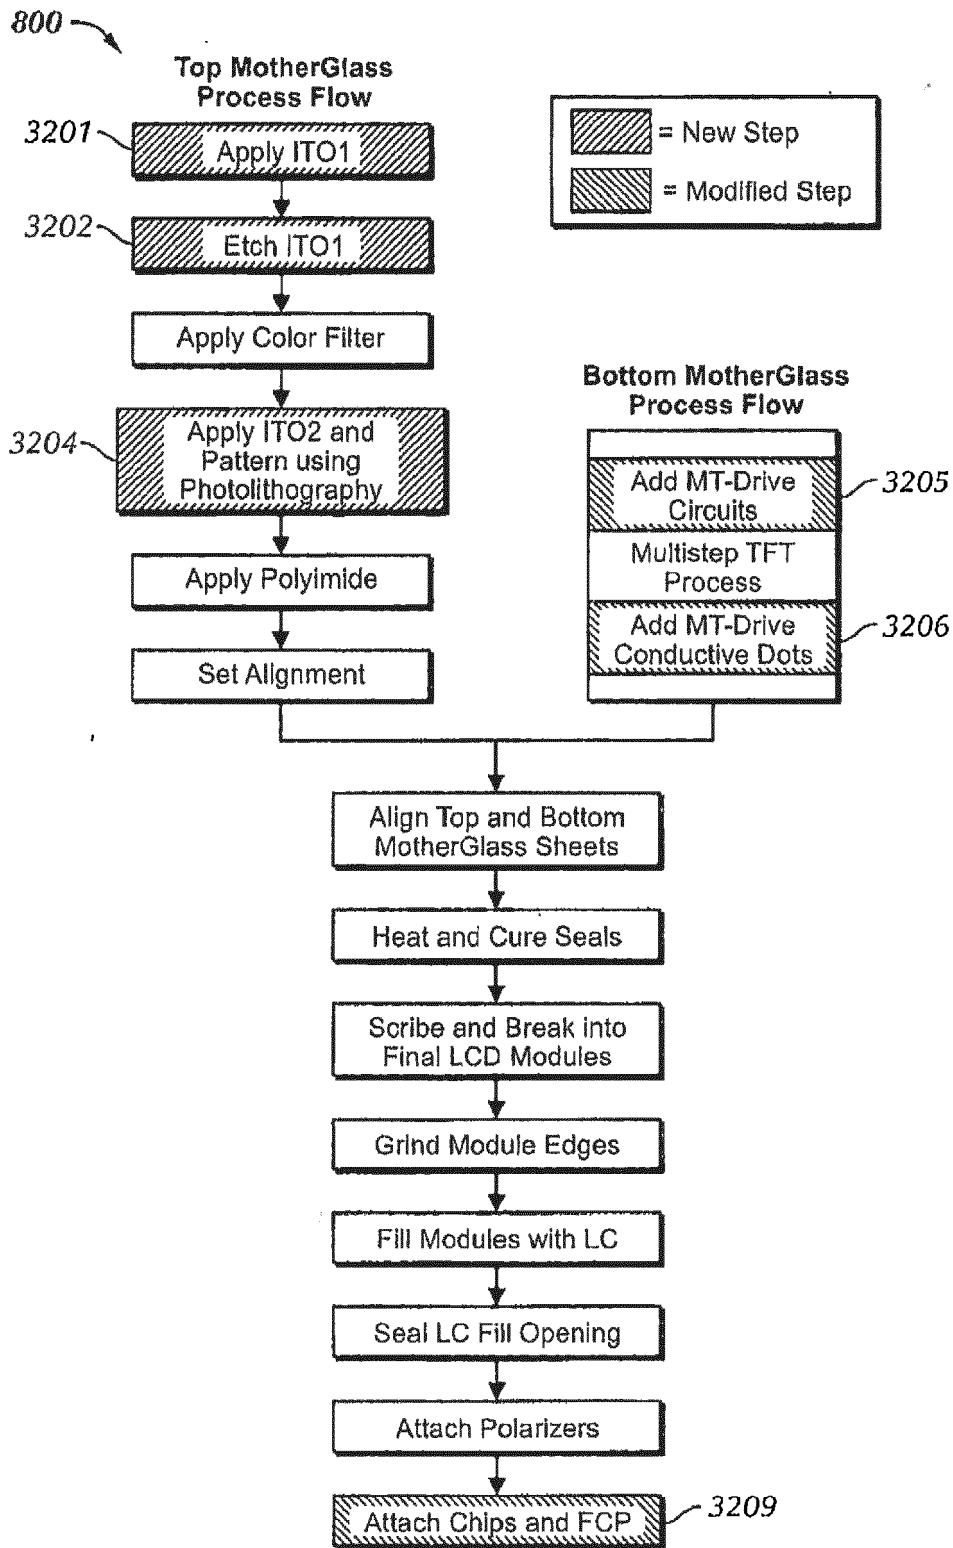 800
Top MotherGlass
Process Flow
3201
Apply ITO1
3202
Etch ITO1
Apply Color Filter
3204
Apply ITO2 and
Pattern using
Photolithography
Apply Polyimide
Set Alignment
= New Step
= Modified Step
Bottom MotherGlass
Process Flow
Add MT-Drive
Circuits
3205
Multistep TFT
Process
Add MT-Drive
Conductive Dots
3206
Align Top and Bottom
MotherGlass Sheets
Heat and Cure Seals
Scribe and Break into
Final LCD Modules
Grind Module Edges
Fill Modules with LC
Seal LC Fill Opening
Attach Polarizers
Attach Chips and FCP
3209